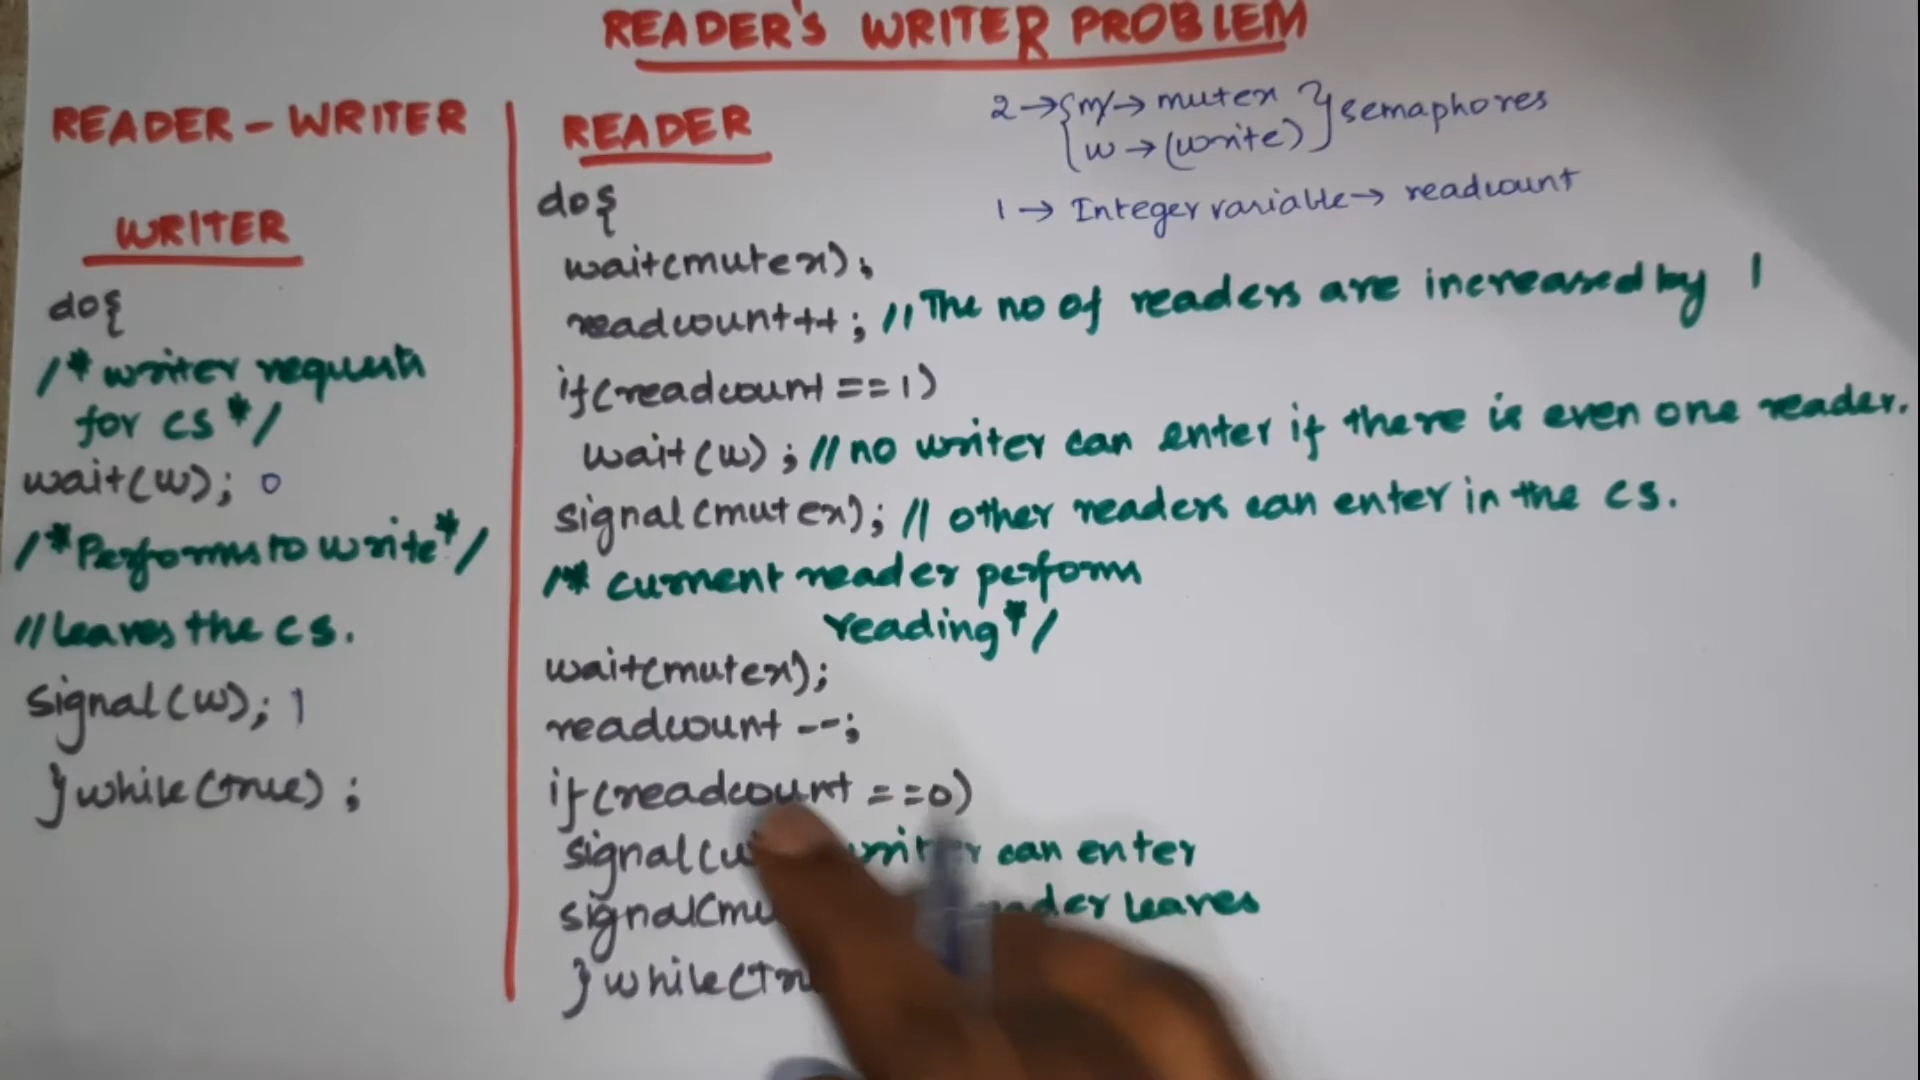 READER'S WRITER PROBLEM
READER-WRITER
WRITER
do{
/* writer requests
for cs */
wait(w); 0
/*Performs to write*/
//leaves the cs.
signal(w); 1
}while(true);
READER
2→{m→mutex
w→(write)}semaphores
1→Integer variable→readcount
do{
wait(mutex);
readcount++; //The no of readers are increased by 1
if(readcount==1)
wait(w); //no writer can enter if there is even one reader.
signal(mutex); // other readers can enter in the cs.
/* current reader perform
reading*/
wait(mutex);
readcount--;
if(readcount==0)
signal( can enter
leaves
}while(